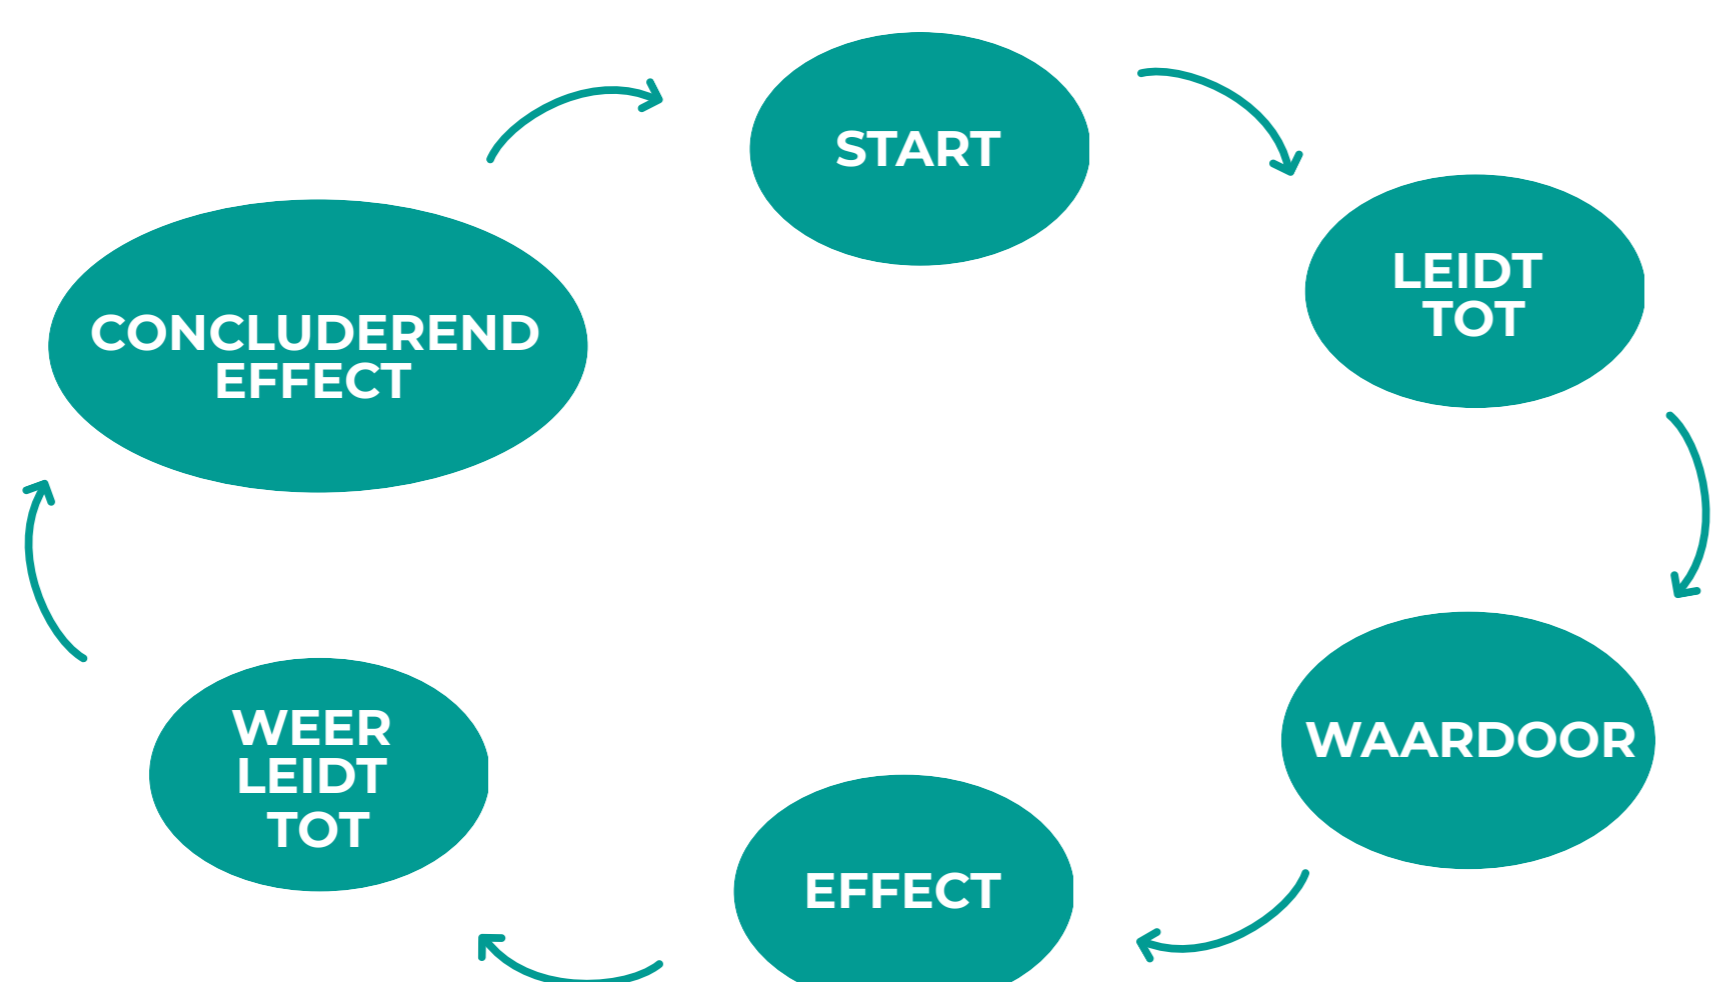 START
LEIDT
TOT
WAARDOOR
EFFECT
WEER
LEIDT
TOT
CONCLUDEREND
EFFECT